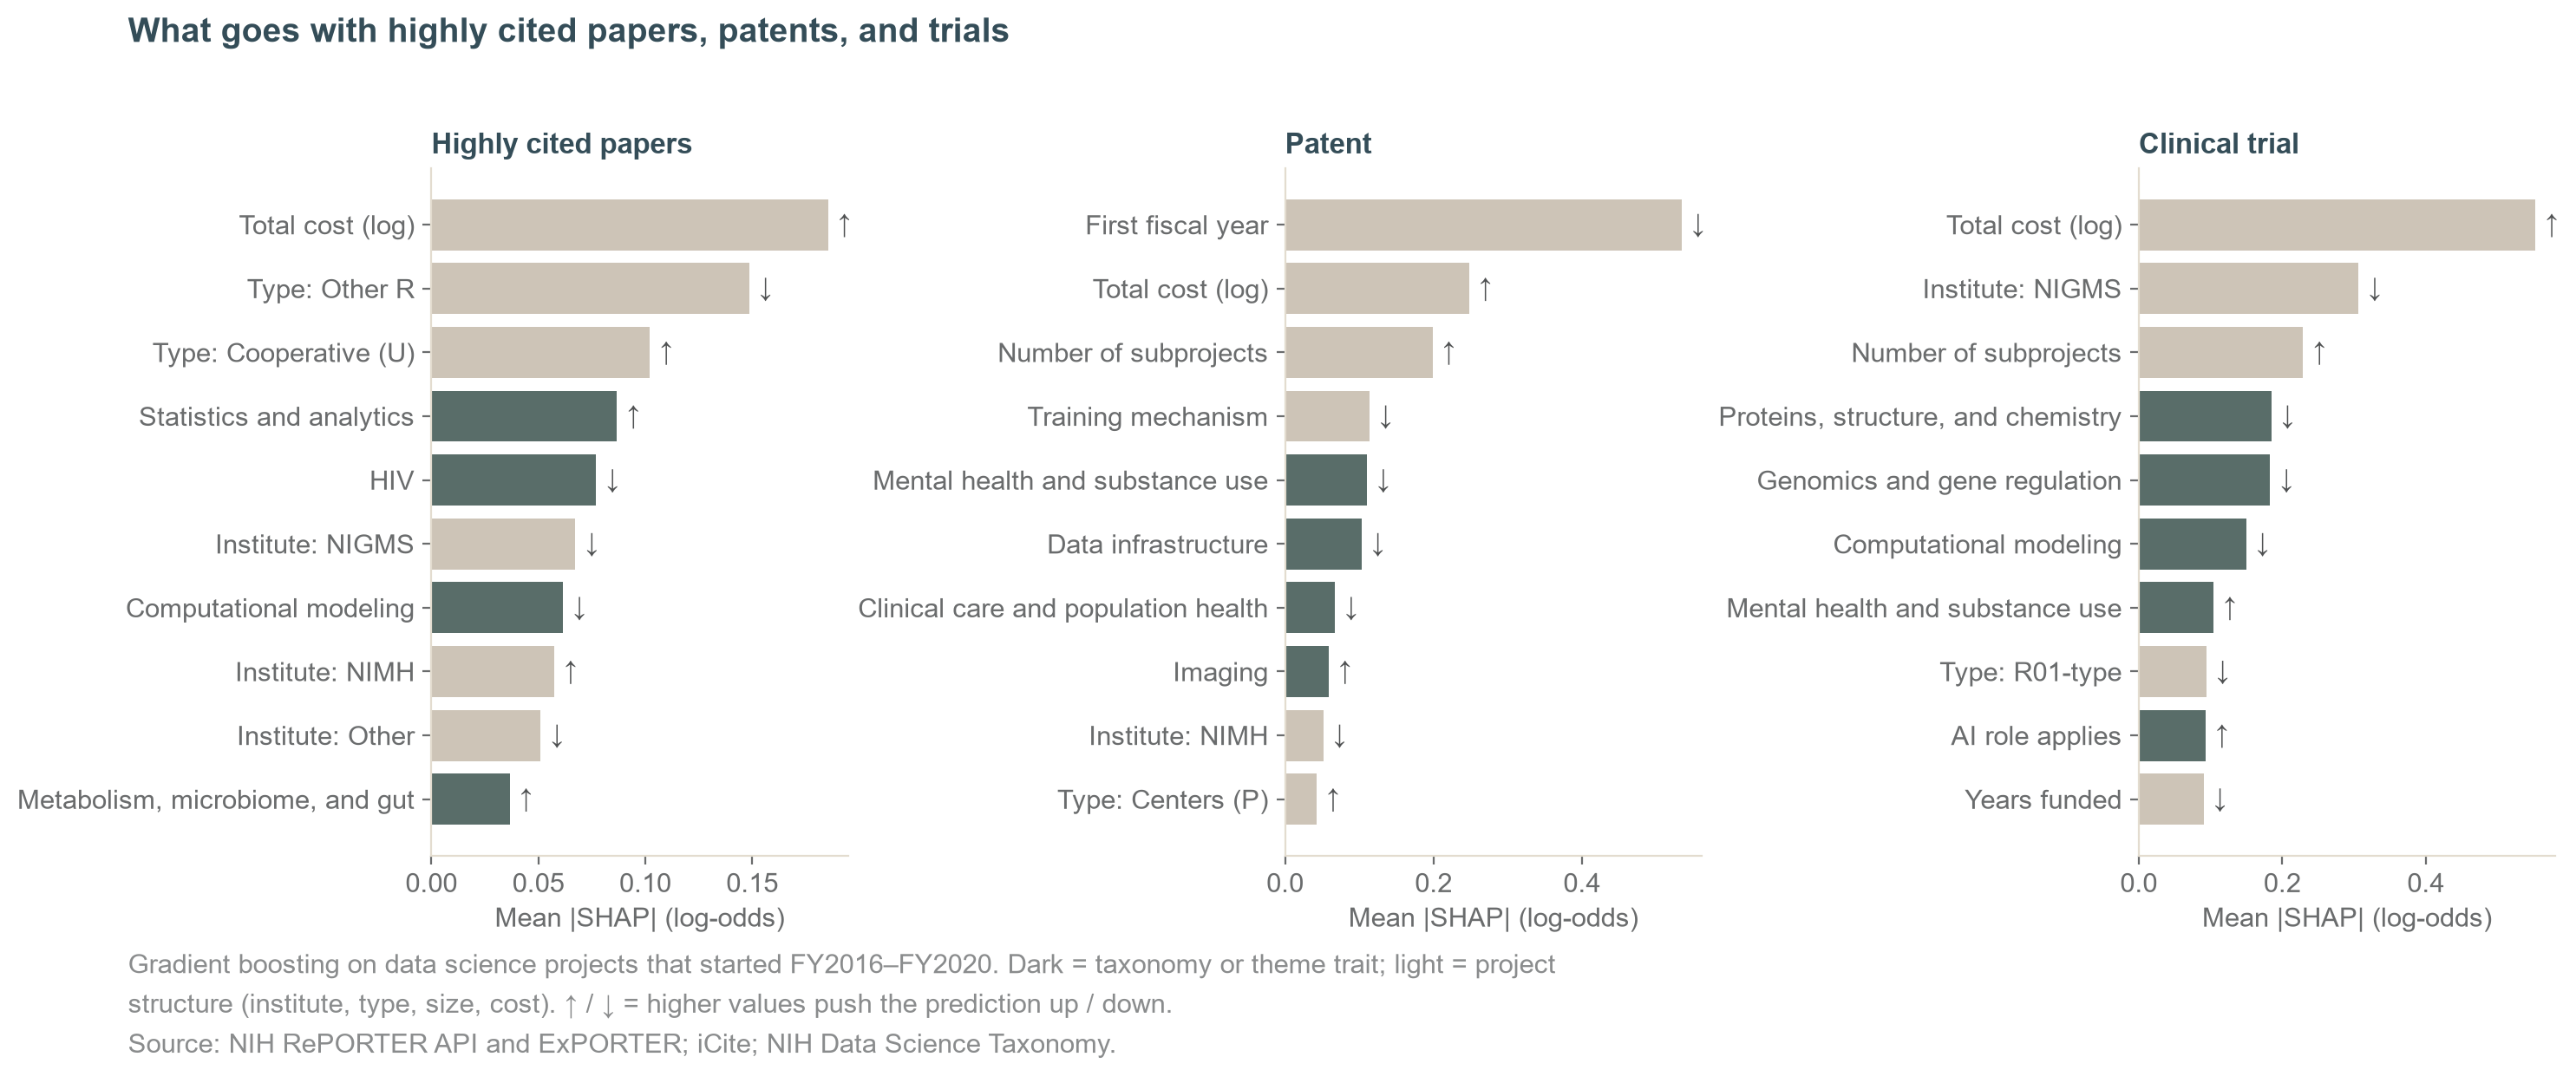 What goes with highly cited papers, patents, and trials
Highly cited papers
Total cost (log) ↑
Type: Other R ↓
Type: Cooperative (U) ↑
Statistics and analytics ↑
HIV ↓
Institute: NIGMS ↓
Computational modeling ↓
Institute: NIMH ↑
Institute: Other ↓
Metabolism, microbiome, and gut ↑
0.00 0.05 0.10 0.15
Mean |SHAP| (log-odds)
Patent
First fiscal year ↓
Total cost (log) ↑
Number of subprojects ↑
Training mechanism ↓
Mental health and substance use ↓
Data infrastructure ↓
Clinical care and population health ↓
Imaging ↑
Institute: NIMH ↓
Type: Centers (P) ↑
0.0 0.2 0.4
Mean |SHAP| (log-odds)
Clinical trial
Total cost (log) ↑
Institute: NIGMS ↓
Number of subprojects ↑
Proteins, structure, and chemistry ↓
Genomics and gene regulation ↓
Computational modeling ↓
Mental health and substance use ↑
Type: R01-type ↓
AI role applies ↑
Years funded ↓
0.0 0.2 0.4
Mean |SHAP| (log-odds)
Gradient boosting on data science projects that started FY2016–FY2020. Dark = taxonomy or theme trait; light = project
structure (institute, type, size, cost). ↑ / ↓ = higher values push the prediction up / down.
Source: NIH RePORTER API and ExPORTER; iCite; NIH Data Science Taxonomy.